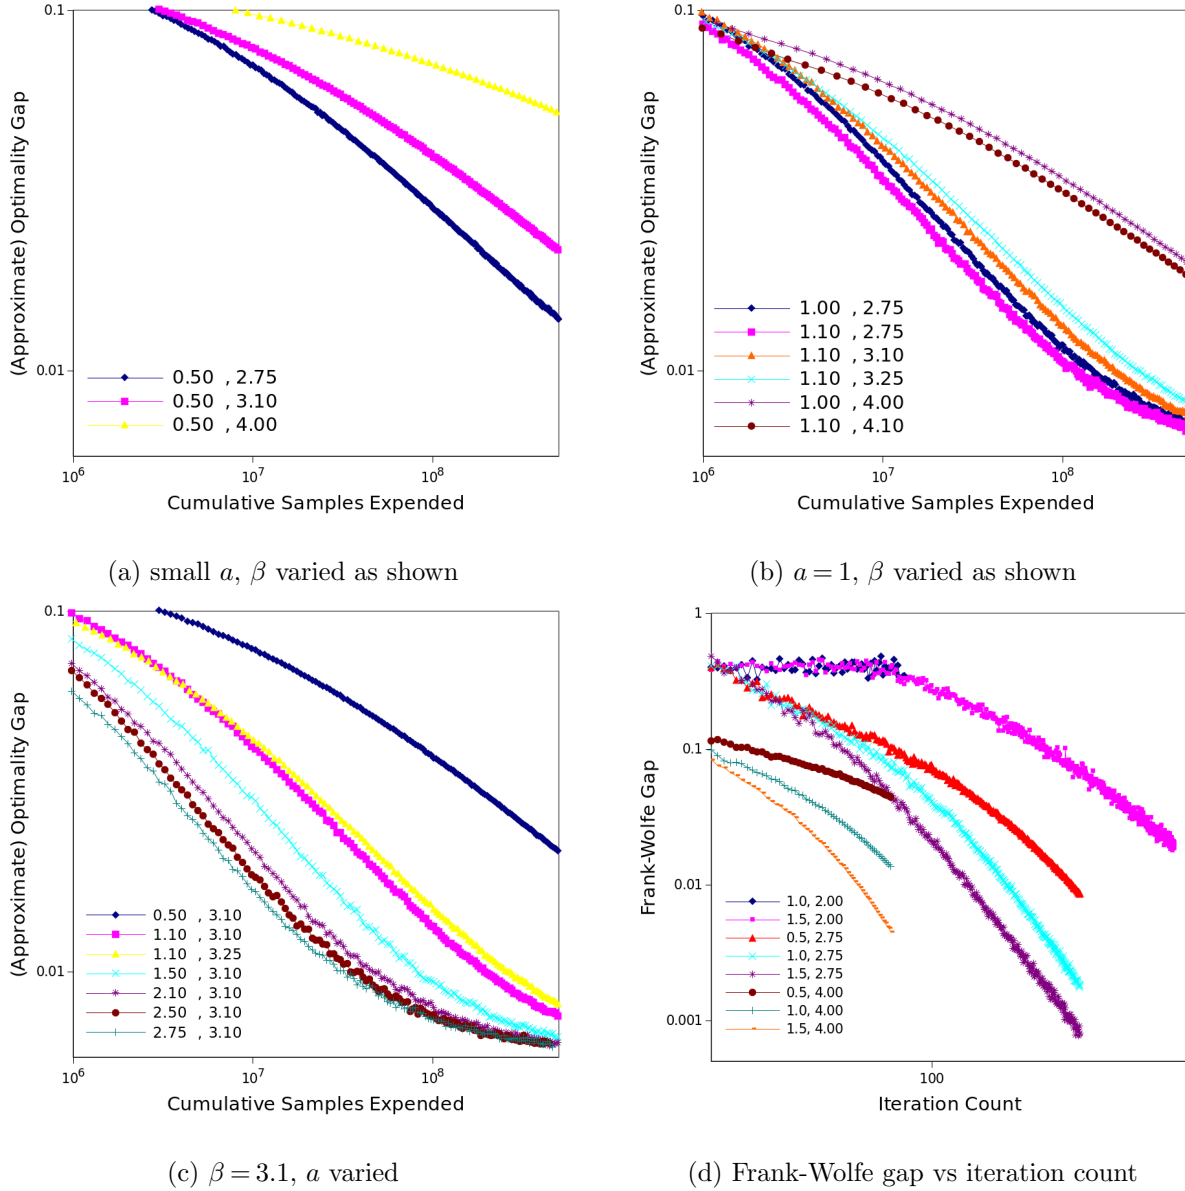 0.1
(Approximate) Optimality Gap
0.01
0.50 , 2.75
0.50 , 3.10
0.50 , 4.00
10^6 10^7 10^8
Cumulative Samples Expended
(a) small a, β varied as shown
0.1
(Approximate) Optimality Gap
0.01
1.00 , 2.75
1.10 , 2.75
1.10 , 3.10
1.10 , 3.25
1.00 , 4.00
1.10 , 4.10
10^6 10^7 10^8
Cumulative Samples Expended
(b) a = 1, β varied as shown
0.1
(Approximate) Optimality Gap
0.01
0.50 , 3.10
1.10 , 3.10
1.10 , 3.25
1.50 , 3.10
2.10 , 3.10
2.50 , 3.10
2.75 , 3.10
10^6 10^7 10^8
Cumulative Samples Expended
(c) β = 3.1, a varied
1
0.1
Frank-Wolfe Gap
0.01
0.001
1.0, 2.00
1.5, 2.00
0.5, 2.75
1.0, 2.75
1.5, 2.75
0.5, 4.00
1.0, 4.00
1.5, 4.00
100
Iteration Count
(d) Frank-Wolfe gap vs iteration count